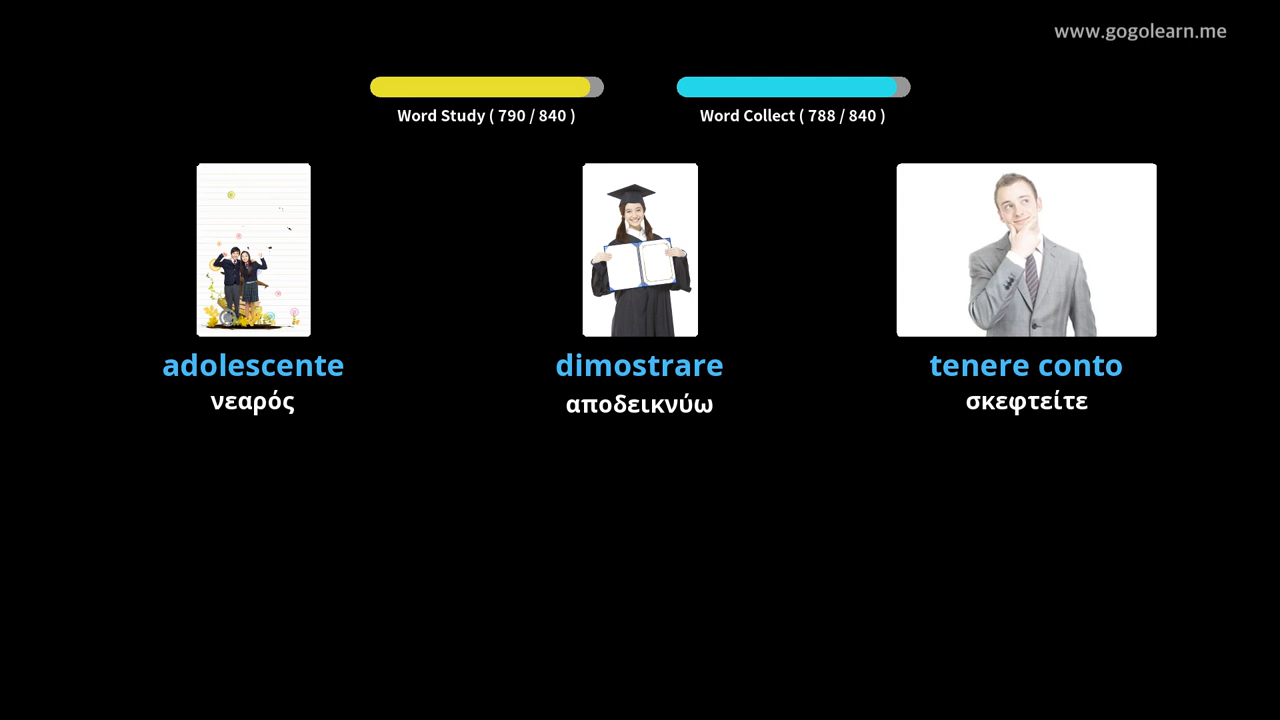 www.gogolearn.me
Word Study ( 790 / 840 )
Word Collect ( 788 / 840 )
adolescente
νεαρός
dimostrare
αποδεικνύω
tenere conto
σκεφτείτε